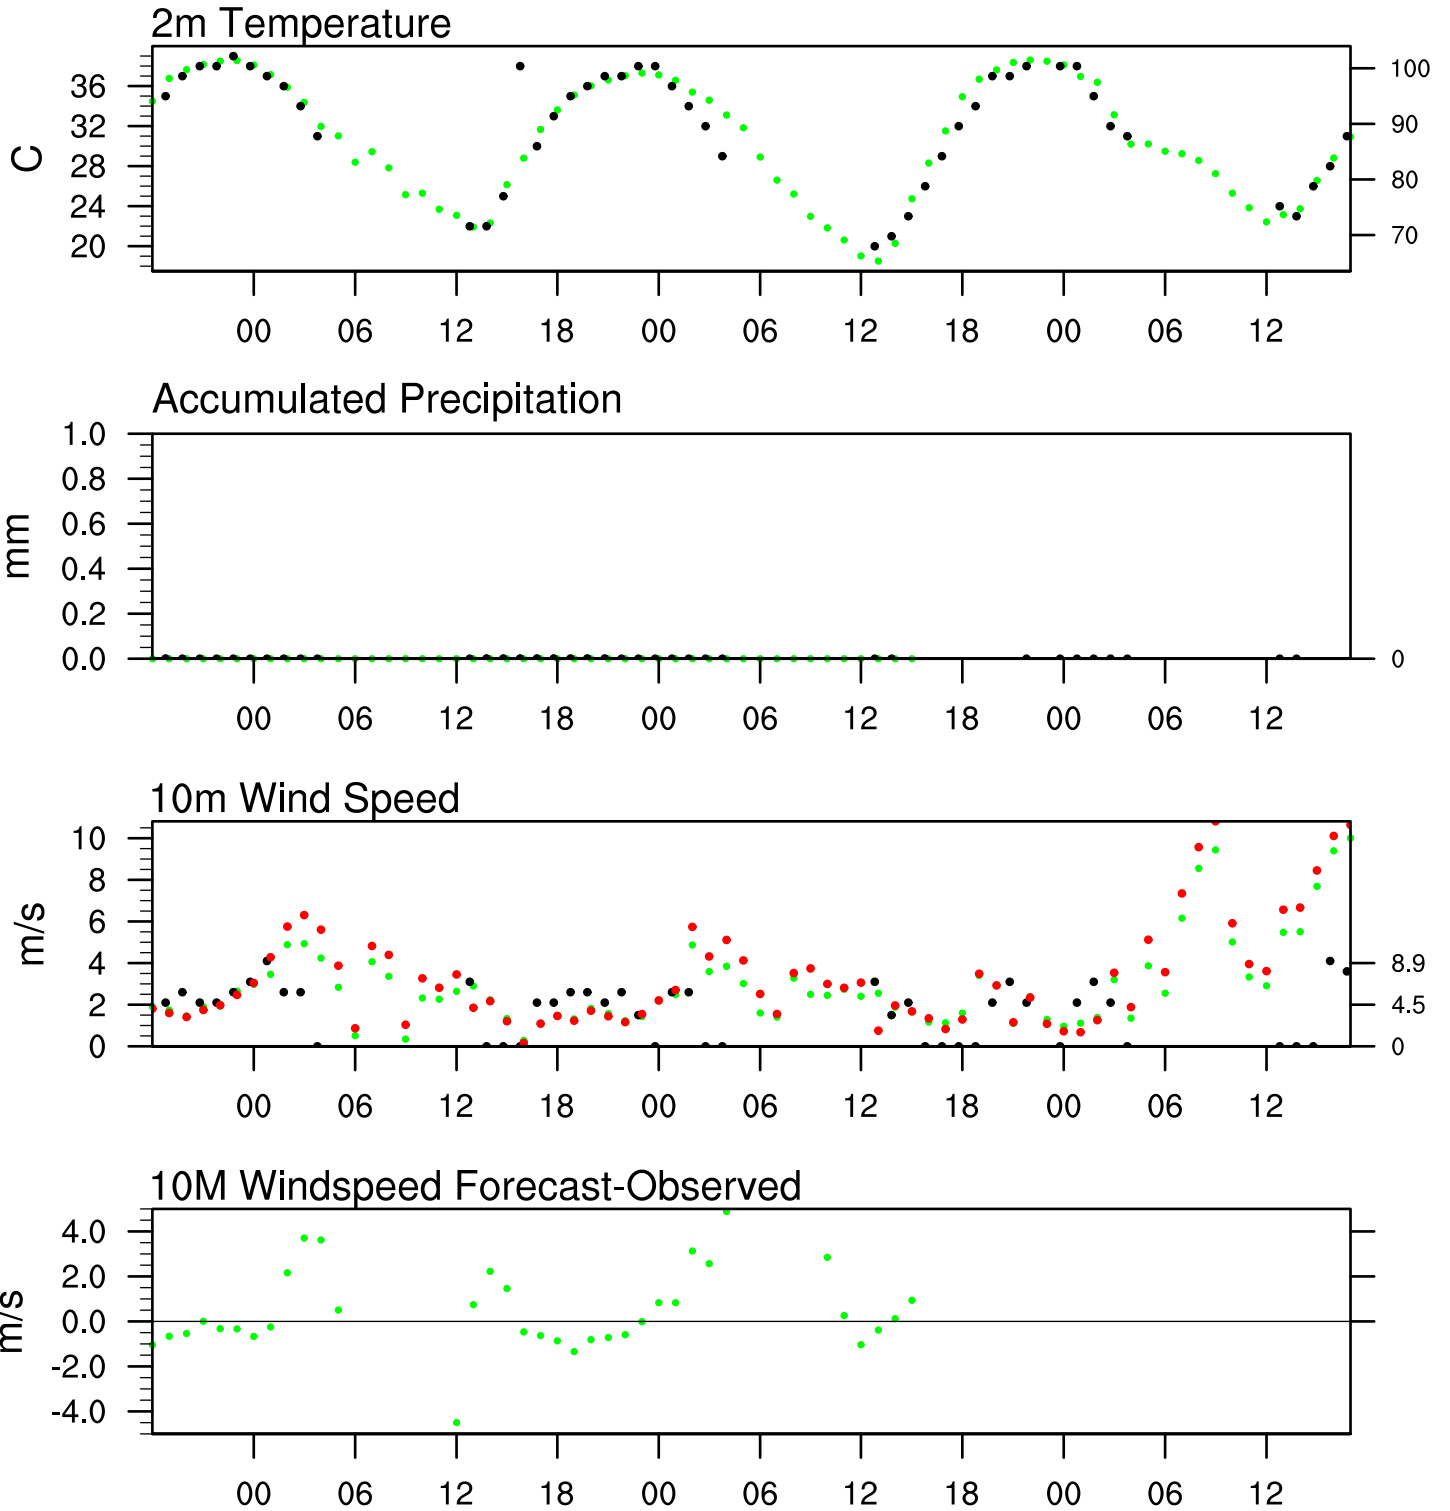 2m Temperature
36
32
28
24
20
C
100
90
80
70
00 06 12 18 00 06 12 18 00 06 12
Accumulated Precipitation
1.0
0.8
0.6
0.4
0.2
0.0
mm
0
00 06 12 18 00 06 12 18 00 06 12
10m Wind Speed
10
8
6
4
2
0
m/s
8.9
4.5
0
00 06 12 18 00 06 12 18 00 06 12
10M Windspeed Forecast-Observed
4.0
2.0
0.0
-2.0
-4.0
m/s
00 06 12 18 00 06 12 18 00 06 12